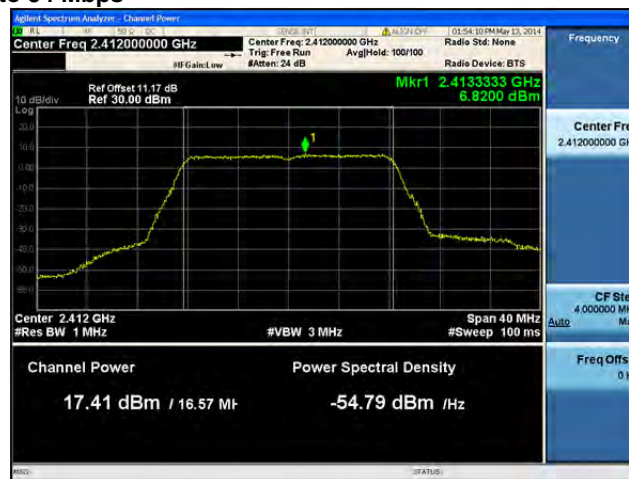 to 54 Mbps
Agilent Spectrum Analyzer - Channel Power
RL RF 50 Ω DC SENSE:INT ALIGN OFF 01:54:10 PM May 13, 2014
Center Freq 2.412000000 GHz
Center Freq: 2.412000000 GHz
Radio Std: None
Trig: Free Run Avg|Hold: 100/100
#IFGain:Low
#Atten: 24 dB
Radio Device: BTS
Frequency
Ref Offset 11.17 dB
Mkr1 2.4133333 GHz
10 dB/div Ref 30.00 dBm
6.8200 dBm
Log
20.0
10.0
0.00
-10.0
-20.0
-30.0
-40.0
-50.0
-60.0
1
Center Fre
2.412000000 GH
Center 2.412 GHz
Span 40 MHz
#Res BW 1 MHz
#VBW 3 MHz
#Sweep 100 ms
CF Ste
4.000000 MH
Auto Ma
Channel Power
Power Spectral Density
Freq Offs
0 H
17.41 dBm / 16.57 MH
-54.79 dBm /Hz
MSG
STATUS